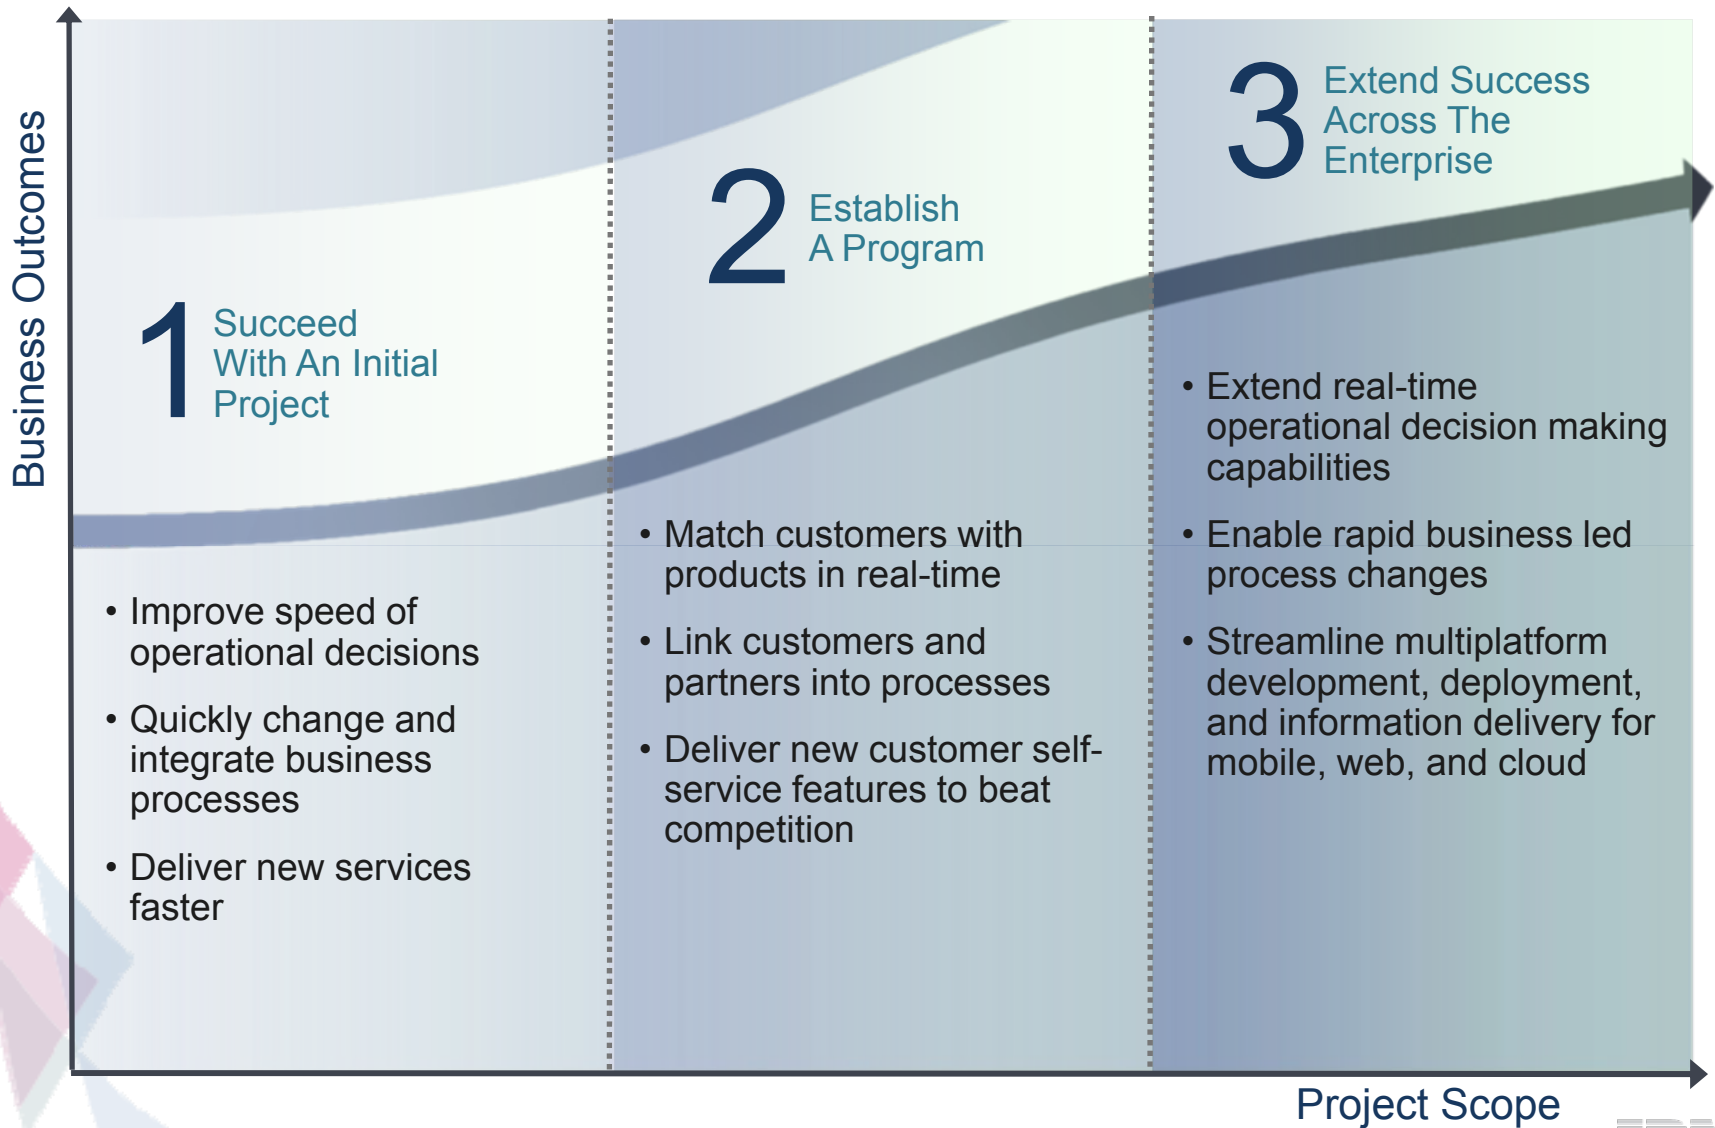 Business Outcomes
1
Succeed
With An Initial
Project
• Improve speed of
operational decisions
• Quickly change and
integrate business
processes
• Deliver new services
faster
2
Establish
A Program
• Match customers with
products in real-time
• Link customers and
partners into processes
• Deliver new customer self-
service features to beat
competition
3
Extend Success
Across The
Enterprise
• Extend real-time
operational decision making
capabilities
• Enable rapid business led
process changes
• Streamline multiplatform
development, deployment,
and information delivery for
mobile, web, and cloud
Project Scope